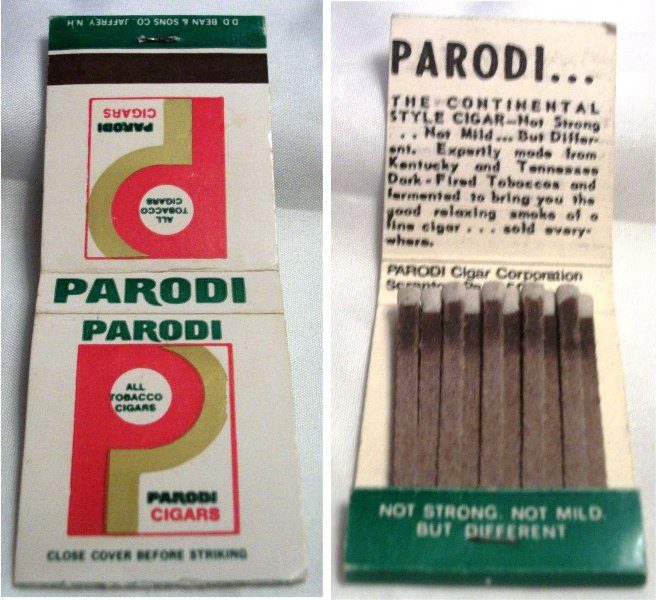 D.D. BEAN & SONS CO. JAFFREY, N.H.
PARODI
CIGARS
ALL
TOBACCO
CIGARS
PARODI
PARODI
ALL
TOBACCO
CIGARS
PARODI
CIGARS
CLOSE COVER BEFORE STRIKING
PARODI...
THE CONTINENTAL
STYLE CIGAR—Not Strong
. . Not Mild ... But Differ-
ent. Expertly made from
Kentucky and Tennessee
Dark-Fired Tobaccos and
fermented to bring you the
good relaxing smoke of a
fine cigar . . . sold every-
where.
PARODI Cigar Corporation
NOT STRONG. NOT MILD.
BUT DIFFERENT